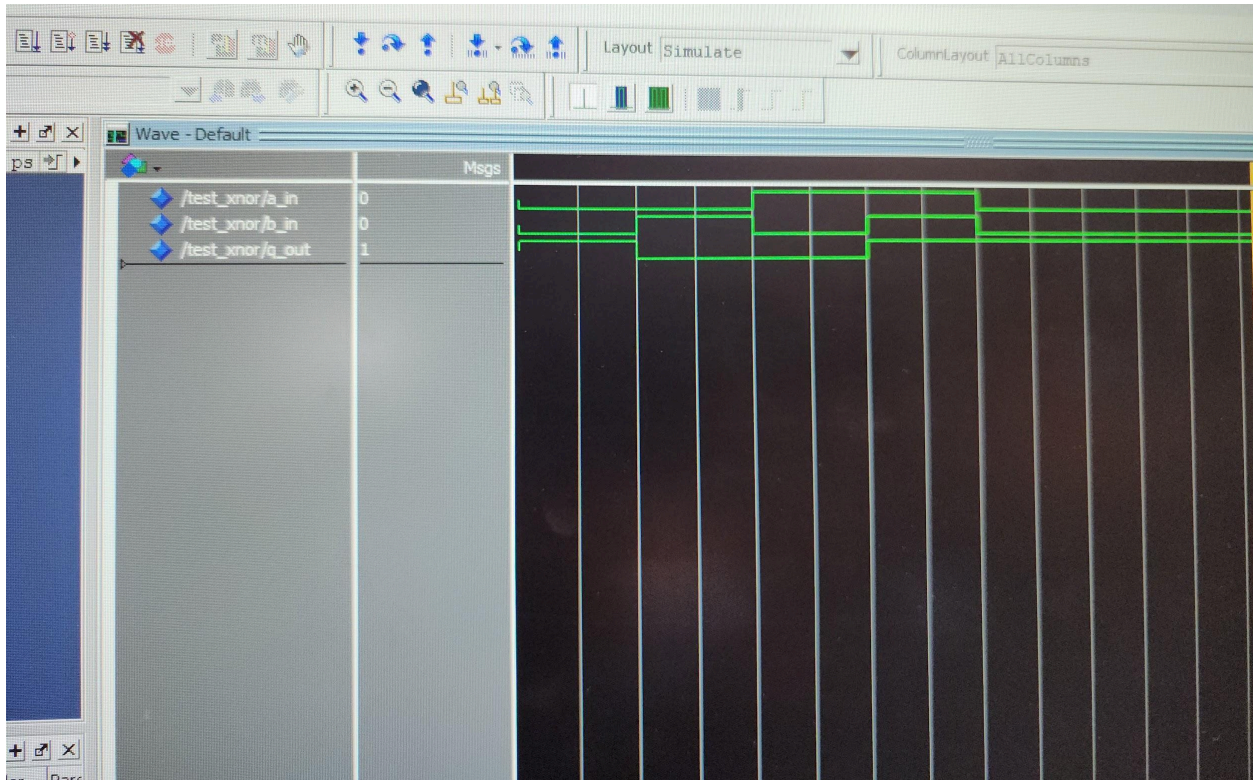 Layout Simulate
ColumnLayout AllColumns
Wave - Default
ps
Msgs
/test_xnor/a_in 0
/test_xnor/b_in 0
/test_xnor/q_out 1